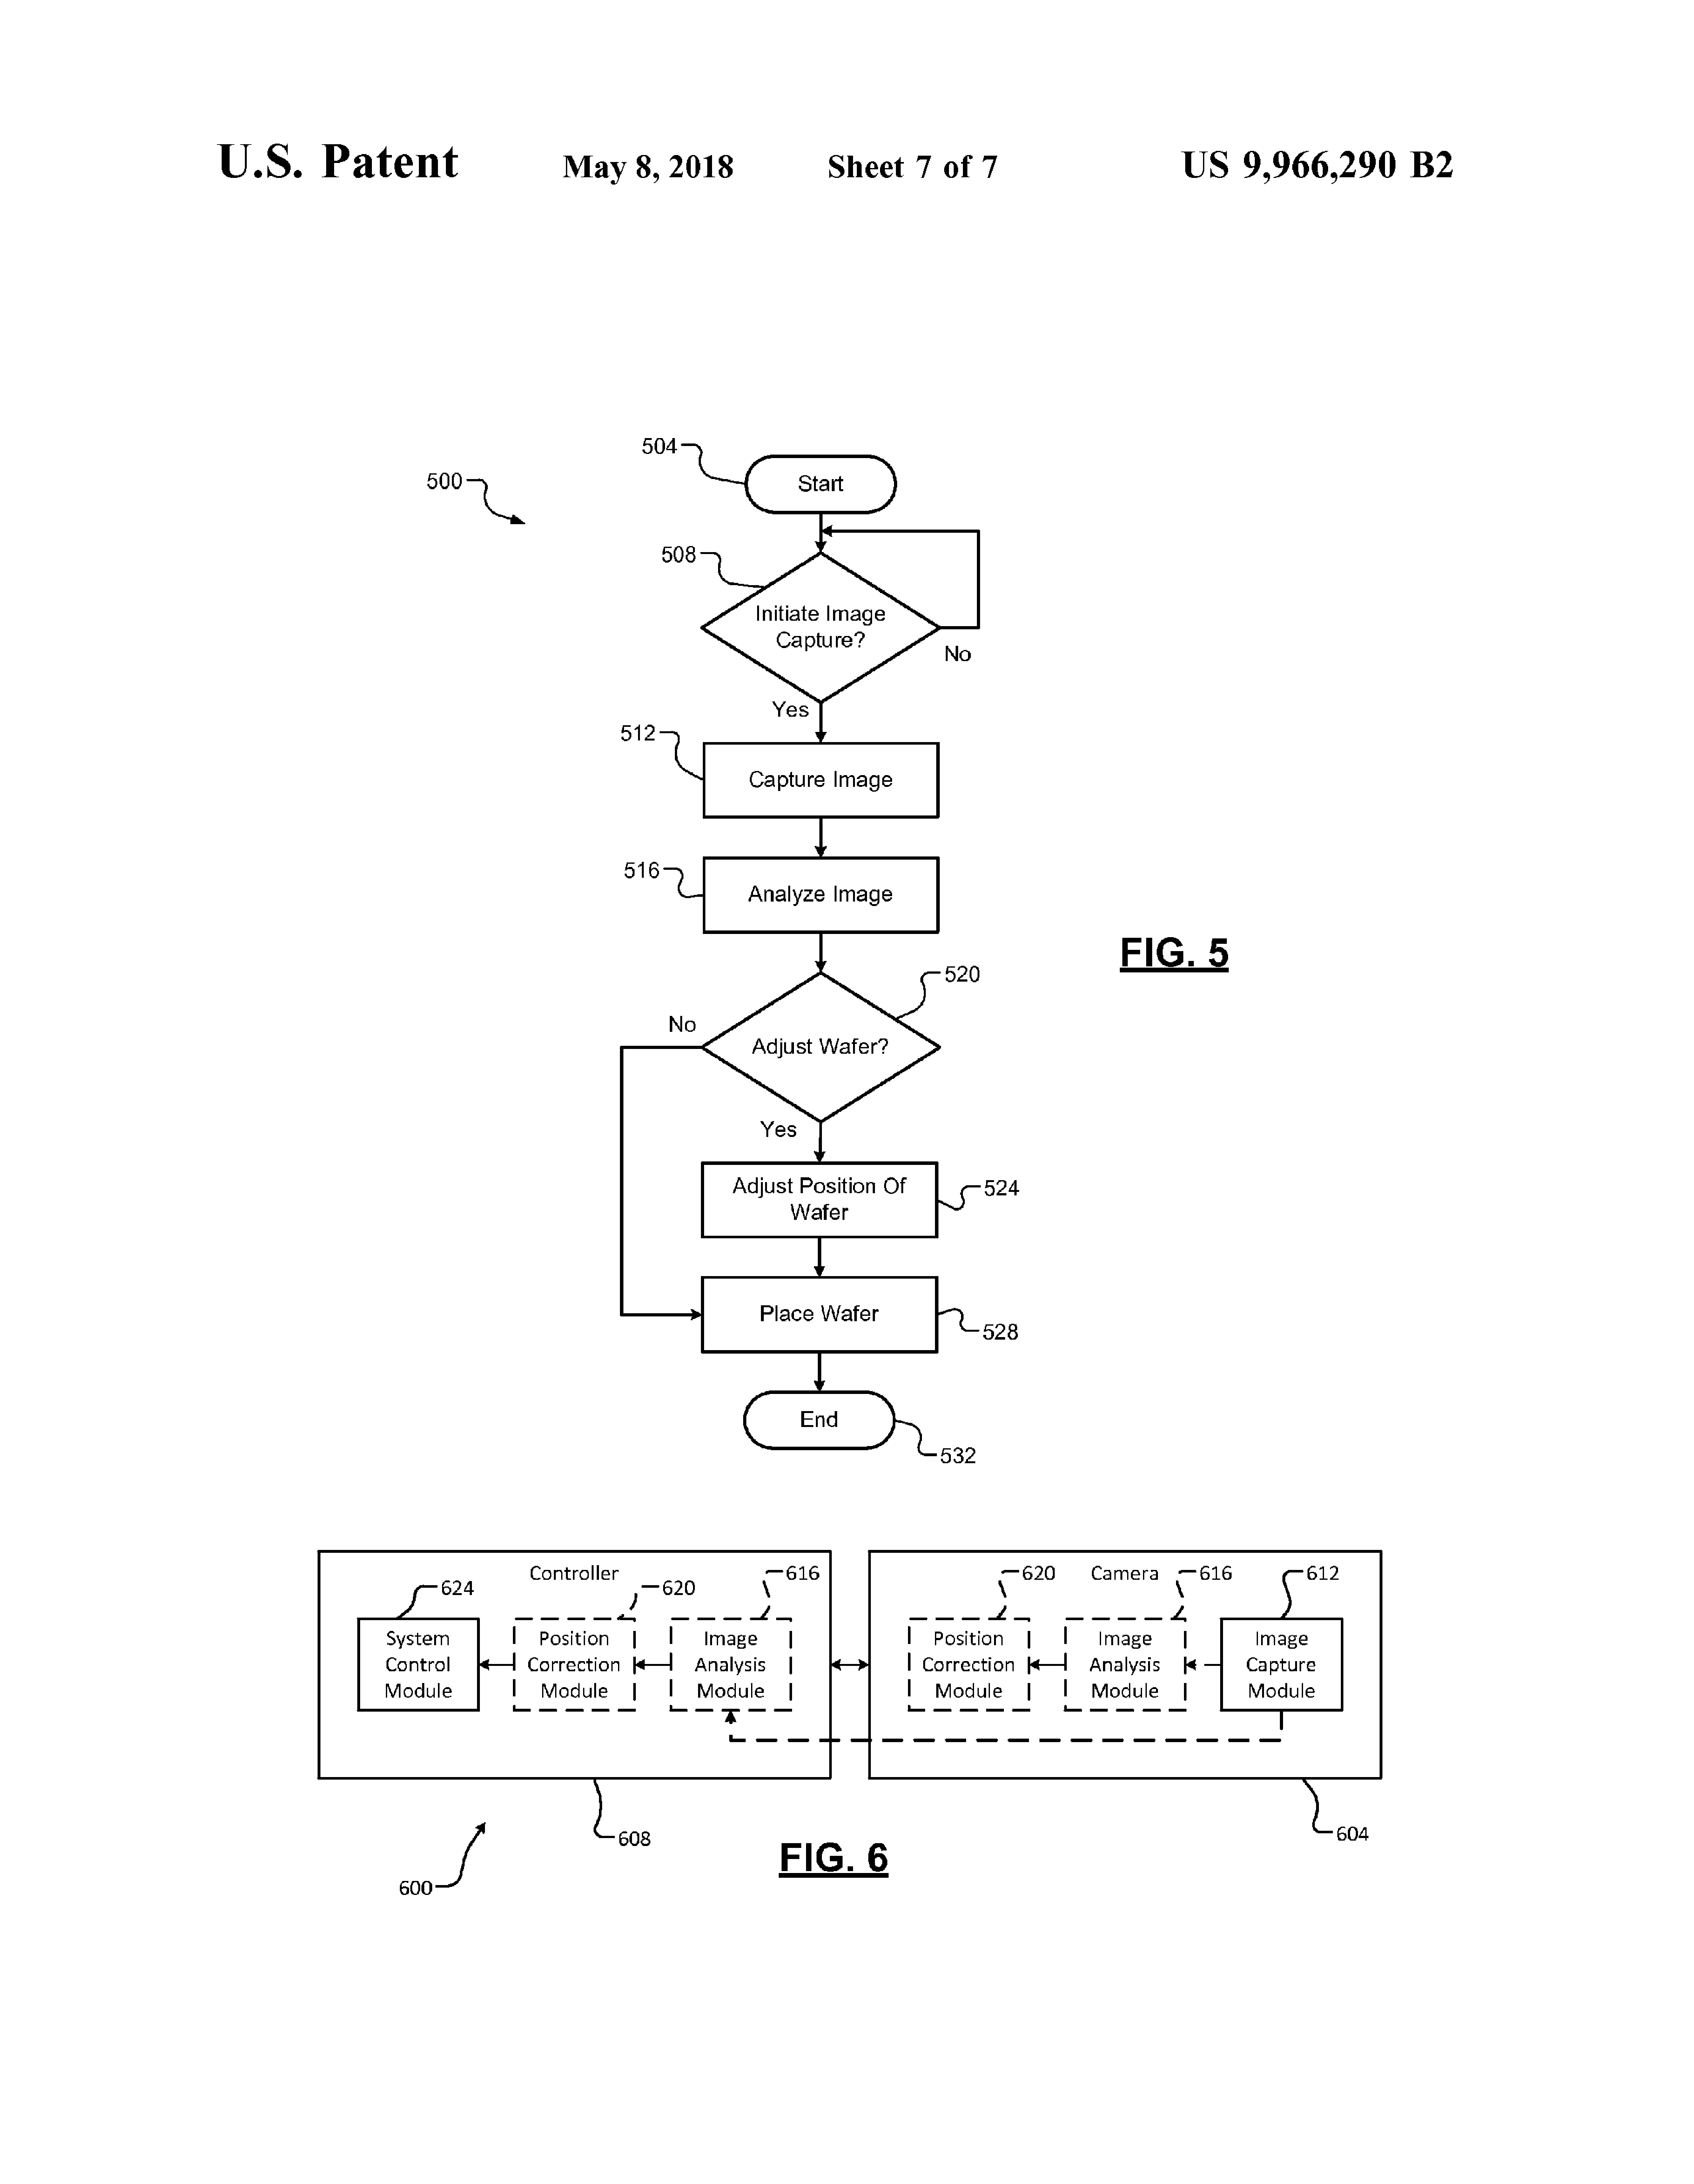 U.S. Patent May 8, 2018 Sheet 7 of 7 US 9,966,290 B2
504
Start
500
508
Initiate Image
Capture?
No
Yes
512
Capture Image
516
Analyze Image
FIG. 5
520
No
Adjust Wafer?
Yes
Adjust Position Of
Wafer
524
Place Wafer
528
End
532
Controller
624
620
616
System
Control
Module
Position
Correction
Module
Image
Analysis
Module
620
Camera
616
612
Position
Correction
Module
Image
Analysis
Module
Image
Capture
Module
608
604
600
FIG. 6